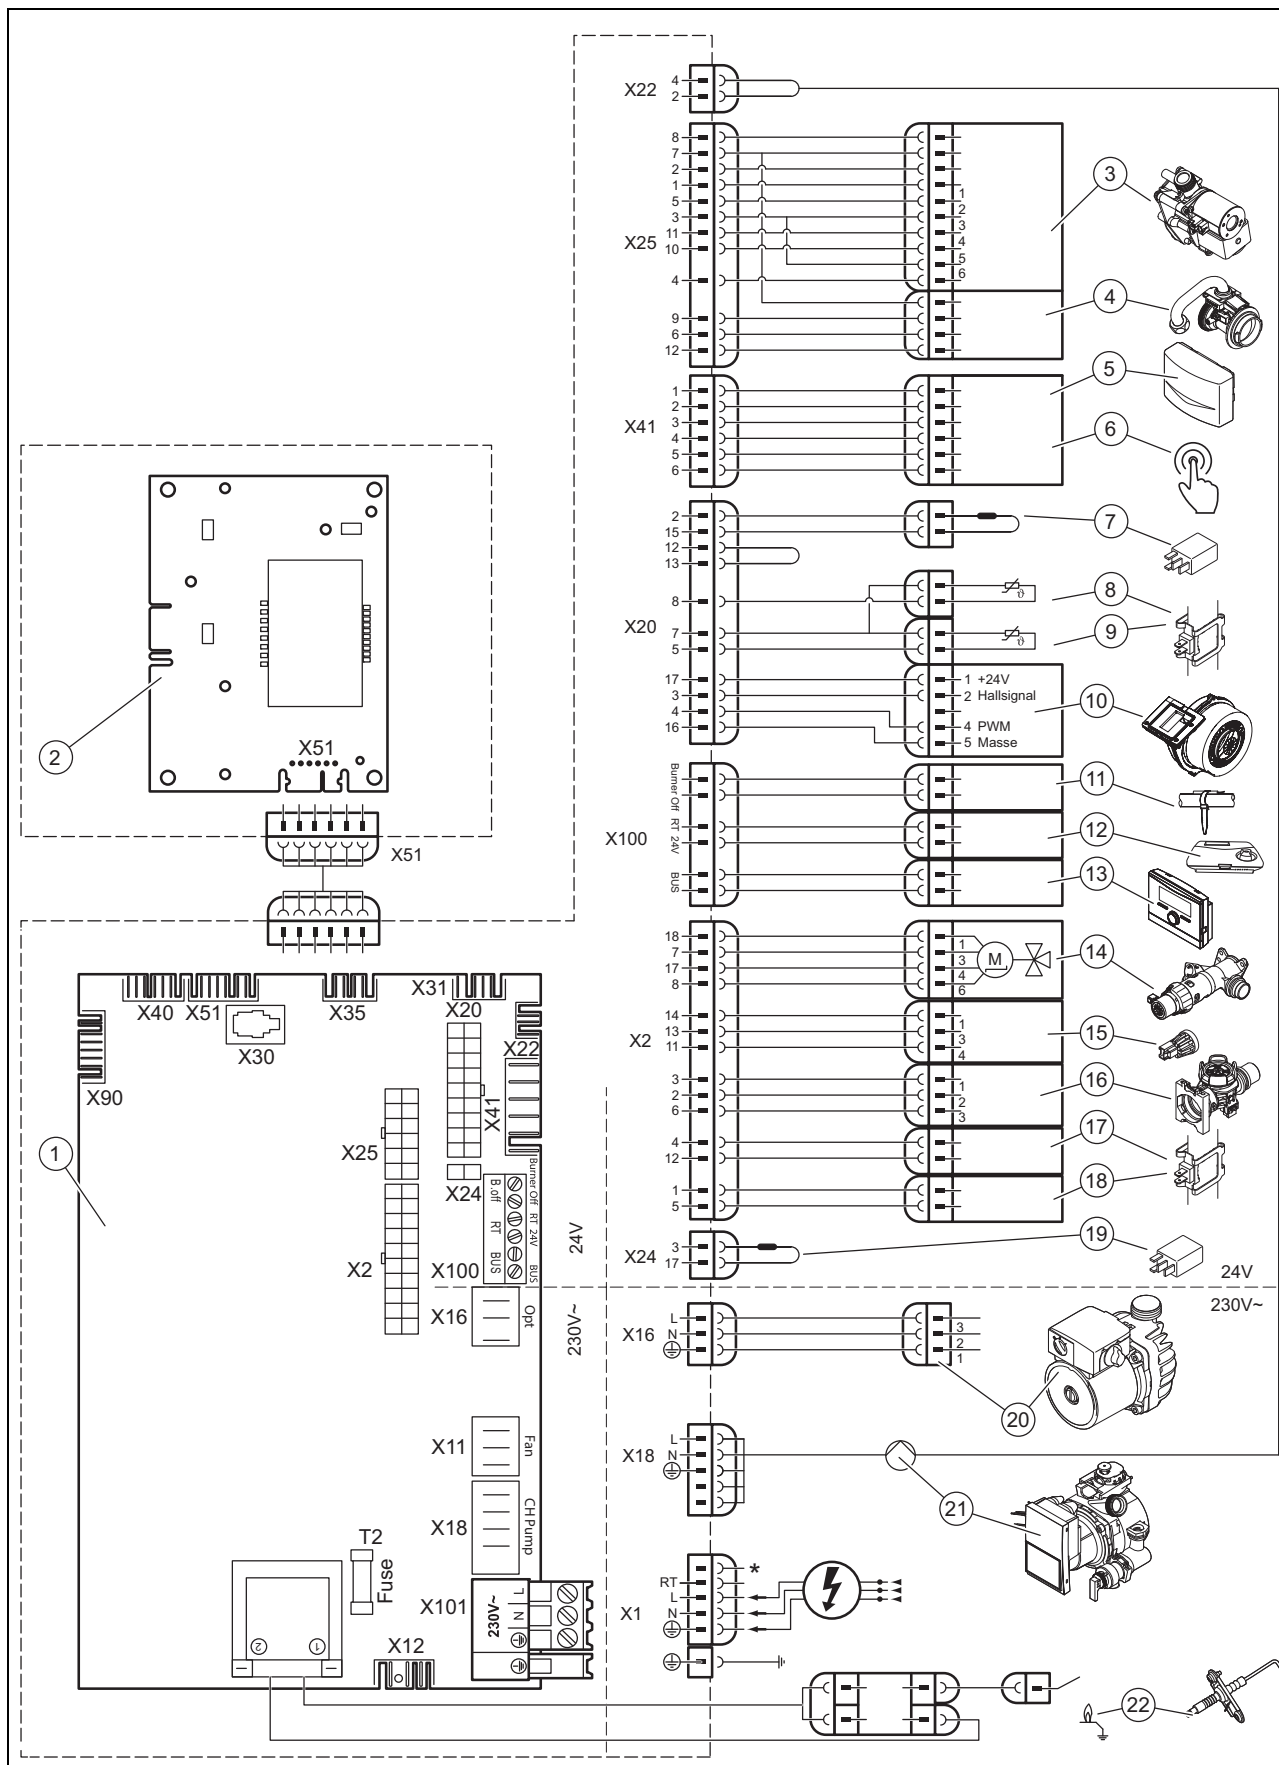 X22
4
2
X25
8
7
2
1
5
3
11
10
4
9
6
12
1
2
3
4
5
6
3
4
X41
1
2
3
4
5
6
5
6
X20
2
15
12
13
8
7
5
17
3
4
16
7
8
ϑ
9
ϑ
1 +24V
2 Hallsignal
4 PWM
5 Masse
10
X100
Burner Off
RT
24V
BUS
11
12
13
X2
18
7
17
8
14
13
11
3
2
6
4
12
1
5
1
3
4
6
M
14
1
3
4
15
1
2
3
16
17
18
X24
3
17
19
24V
230V~
X16
L
N
3
2
1
20
X18
L
N
21
X1
*
RT
L
N
22
2
X51
X51
1
X40
X51
X35
X31
X20
X30
X22
X90
X41
X25
X24
B.off
RT
BUS
Burner Off
RT
24V
BUS
X2
X100
24V
X16
Opt
230V~
X11
Fan
X18
CH Pump
T2
Fuse
X101
230V~
L
N
X12
2
1